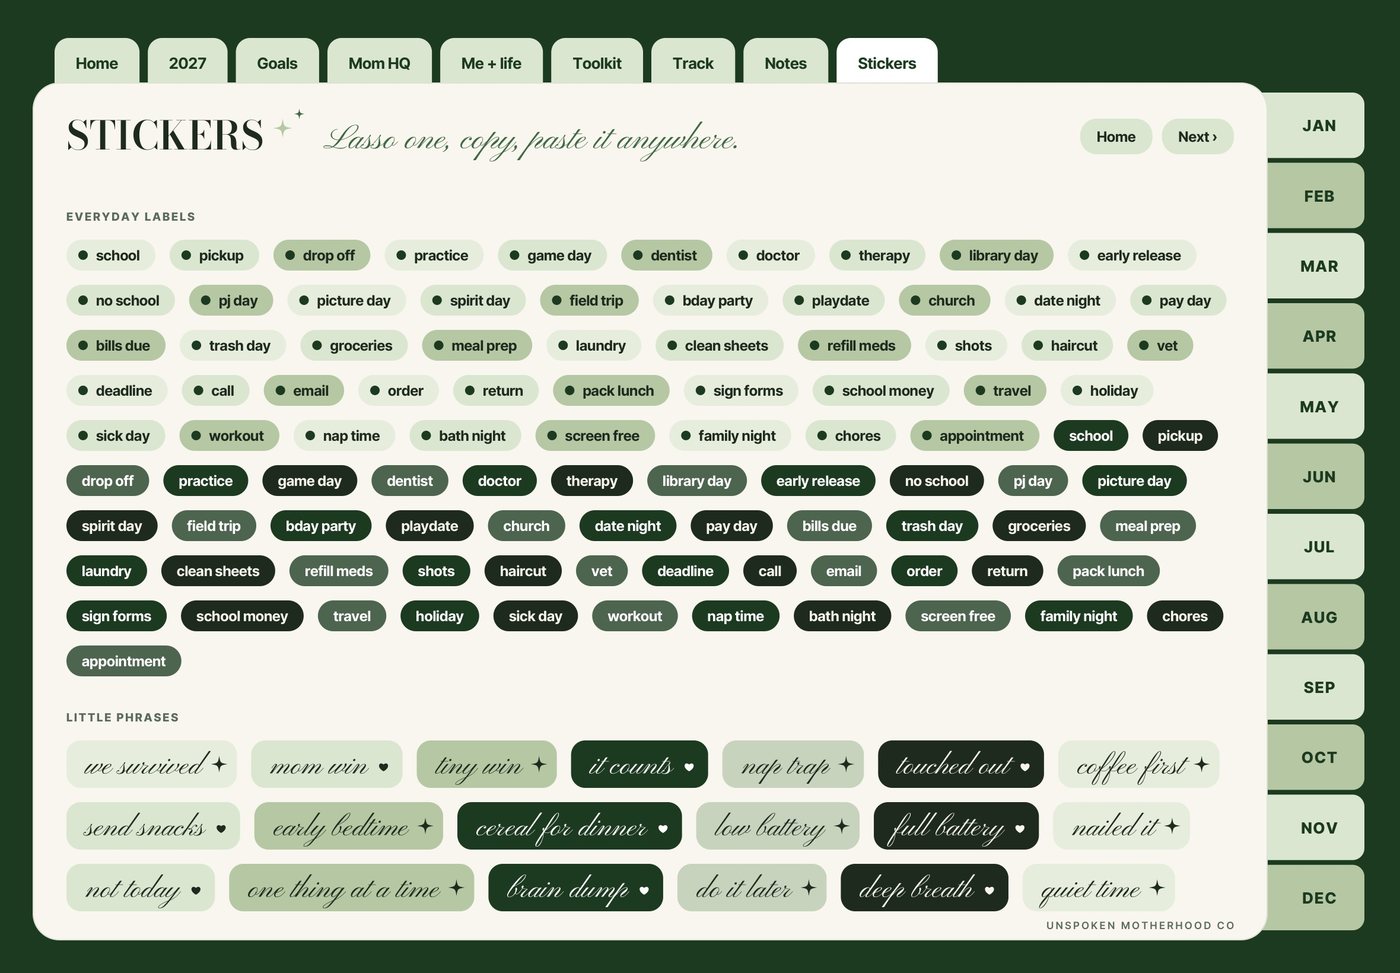 Home 2027 Goals Mom HQ Me + life Toolkit Track Notes Stickers
STICKERS Lasso one, copy, paste it anywhere. Home Next ›
EVERYDAY LABELS
school pickup drop off practice game day dentist doctor therapy library day early release
no school pj day picture day spirit day field trip bday party playdate church date night pay day
bills due trash day groceries meal prep laundry clean sheets refill meds shots haircut vet
deadline call email order return pack lunch sign forms school money travel holiday
sick day workout nap time bath night screen free family night chores appointment school pickup
drop off practice game day dentist doctor therapy library day early release no school pj day picture day
spirit day field trip bday party playdate church date night pay day bills due trash day groceries meal prep
laundry clean sheets refill meds shots haircut vet deadline call email order return pack lunch
sign forms school money travel holiday sick day workout nap time bath night screen free family night chores
appointment
LITTLE PHRASES
we survived mom win tiny win it counts nap trap touched out coffee first
send snacks early bedtime cereal for dinner low battery full battery nailed it
not today one thing at a time brain dump do it later deep breath quiet time
UNSPOKEN MOTHERHOOD CO
JAN
FEB
MAR
APR
MAY
JUN
JUL
AUG
SEP
OCT
NOV
DEC